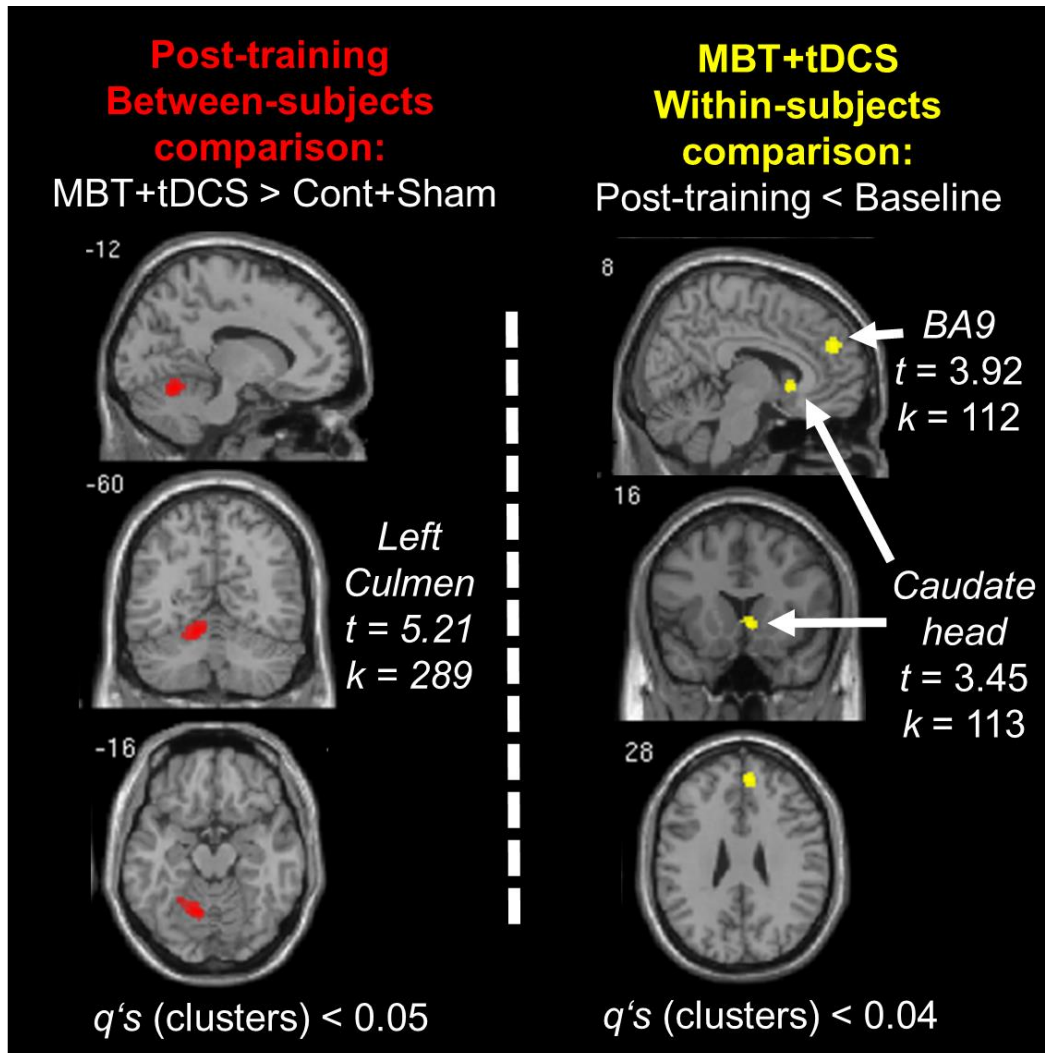 Post-training
Between-subjects
comparison:
MBT+tDCS > Cont+Sham
-12
-60
Left
Culmen
t = 5.21
k = 289
-16
q‘s (clusters) < 0.05
MBT+tDCS
Within-subjects
comparison:
Post-training < Baseline
8
BA9
t = 3.92
k = 112
16
Caudate
head
t = 3.45
k = 113
28
q‘s (clusters) < 0.04